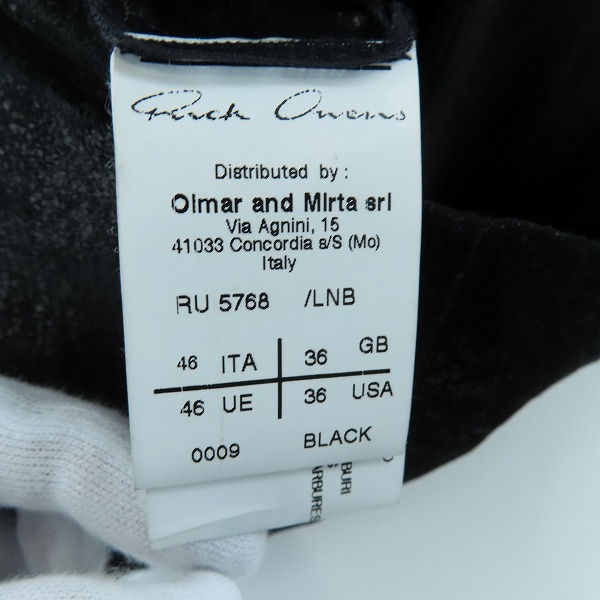 Rick Owens
Distributed by :
Olmar and Mirta srl
Via Agnini, 15
41033 Concordia a/S (Mo)
Italy
RU 5768 /LNB
46 ITA 36 GB
46 UE 36 USA
0009 BLACK